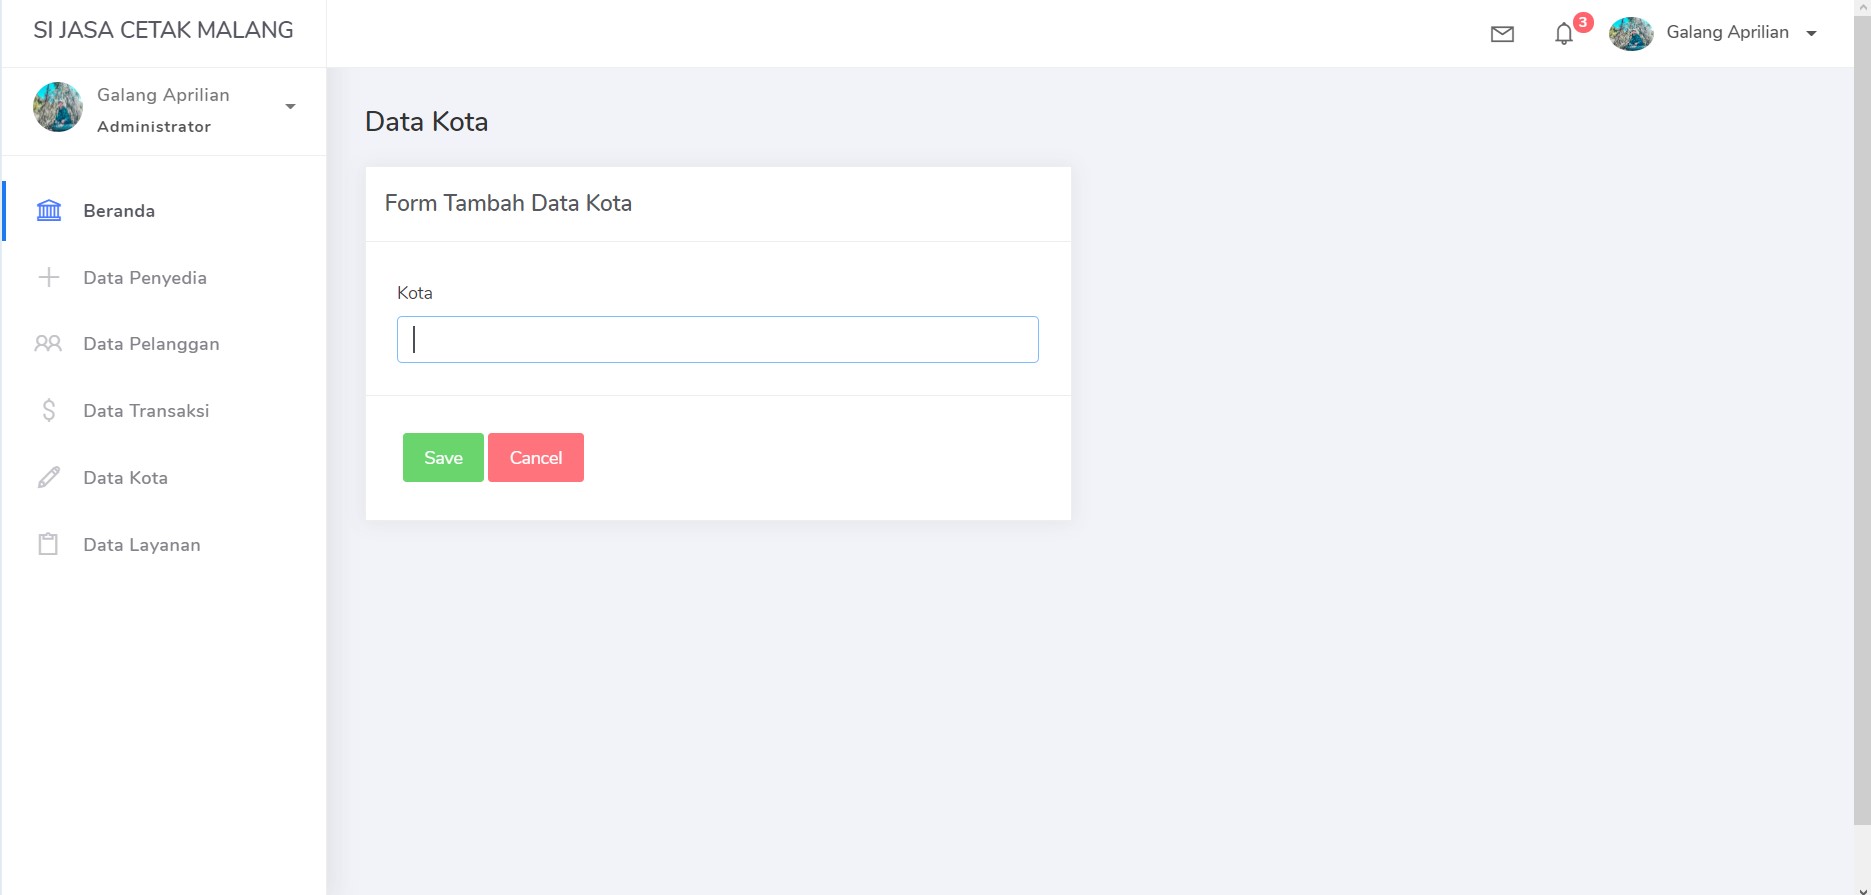 SI JASA CETAK MALANG
3
Galang Aprilian
Galang Aprilian
Administrator
Beranda
Data Penyedia
Data Pelanggan
Data Transaksi
Data Kota
Data Layanan
Data Kota
Form Tambah Data Kota
Kota
Save
Cancel